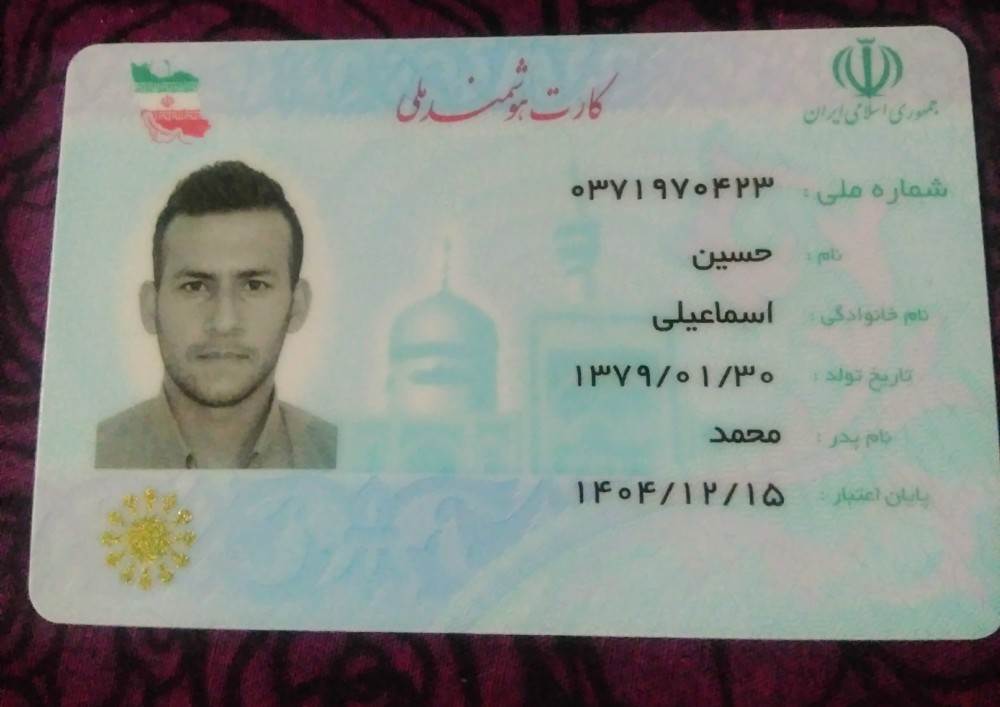 کارت هوشمند ملی
جمهوری اسلامی ایران
شماره ملی : ۰۳۷۱۹۷۰۴۲۳
نام : حسین
نام خانوادگی : اسماعیلی
تاریخ تولد : ۱۳۷۹/۰۱/۳۰
نام پدر : محمد
پایان اعتبار : ۱۴۰۴/۱۲/۱۵